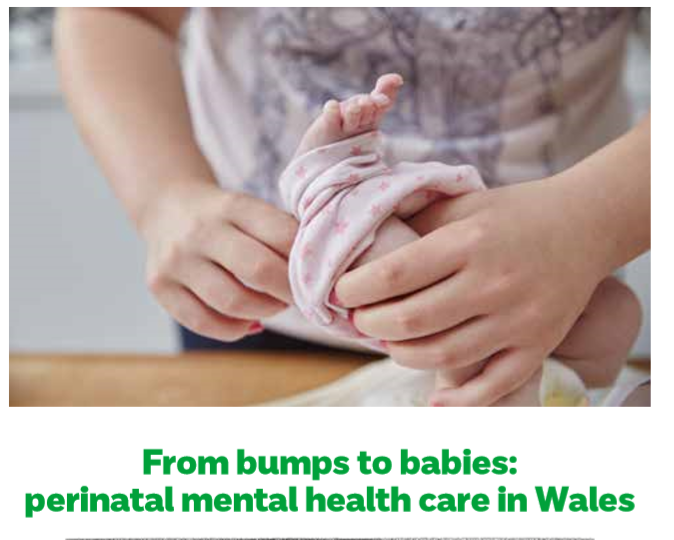 From bumps to babies:
perinatal mental health care in Wales